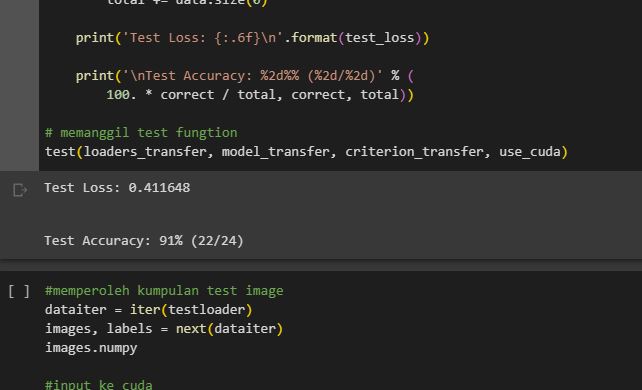 total += data.size(0)
print('Test Loss: {:.6f}\n'.format(test_loss))
print('\nTest Accuracy: %2d%% (%2d/%2d)' % (
100. * correct / total, correct, total))
# memanggil test fungtion
test(loaders_transfer, model_transfer, criterion_transfer, use_cuda)
Test Loss: 0.411648
Test Accuracy: 91% (22/24)
[ ] #memperoleh kumpulan test image
dataiter = iter(testloader)
images, labels = next(dataiter)
images.numpy
#input ke cuda